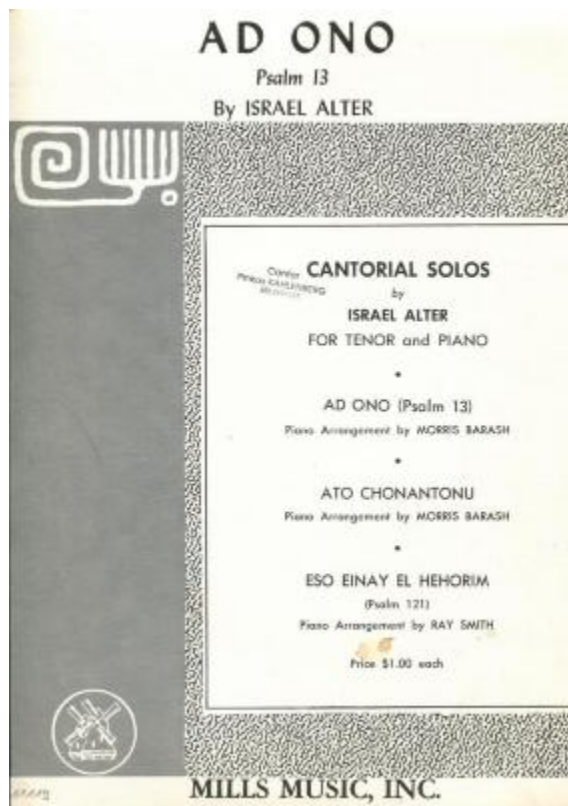 AD ONO
Psalm 13
By ISRAEL ALTER
Cantor
CANTORIAL SOLOS
by
ISRAEL ALTER
FOR TENOR and PIANO
•
AD ONO (Psalm 13)
Piano Arrangement by MORRIS BARASH
•
ATO CHONANTONU
Piano Arrangement by MORRIS BARASH
•
ESO EINAY EL HEHORIM
(Psalm 121)
Piano Arrangement by RAY SMITH
Price $1.00 each
MILLS MUSIC, INC.